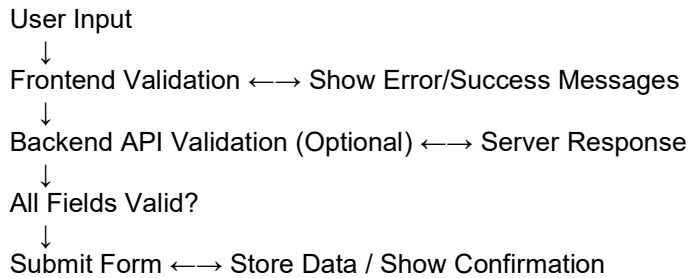 User Input
↓
Frontend Validation ←→ Show Error/Success Messages
↓
Backend API Validation (Optional) ←→ Server Response
↓
All Fields Valid?
↓
Submit Form ←→ Store Data / Show Confirmation